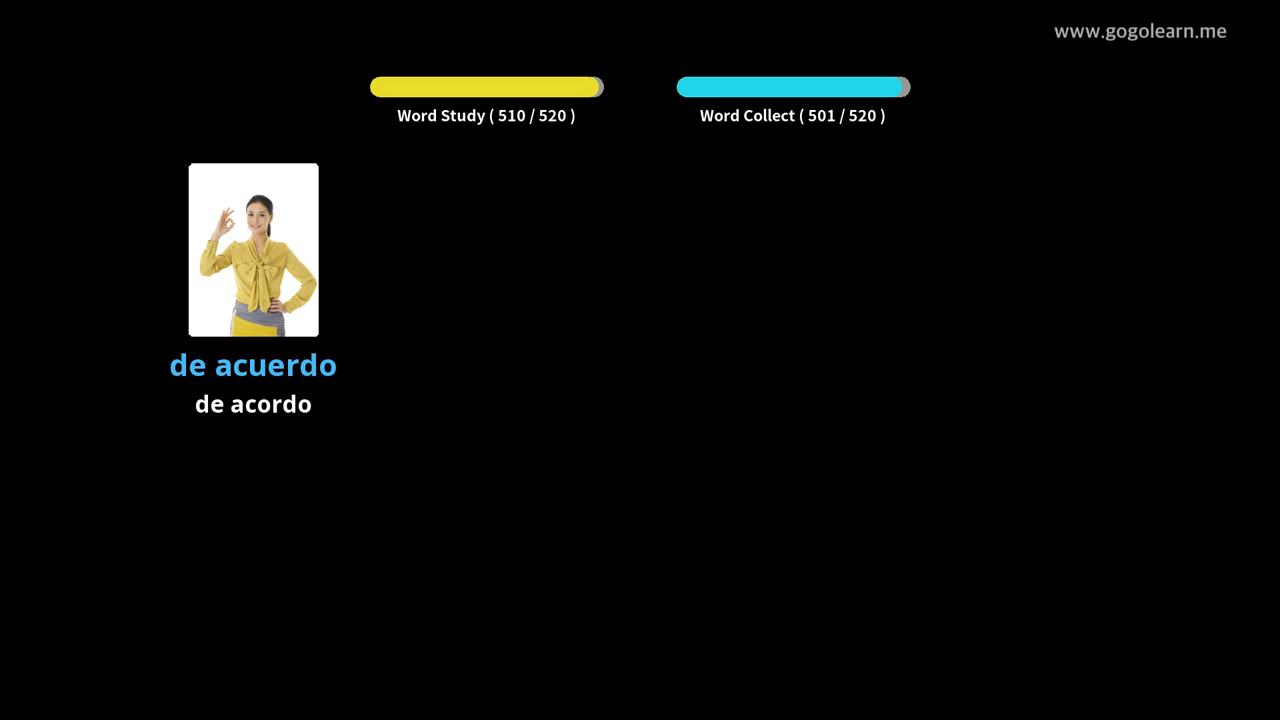 www.gogolearn.me
Word Study ( 510 / 520 )
Word Collect ( 501 / 520 )
de acuerdo
de acordo